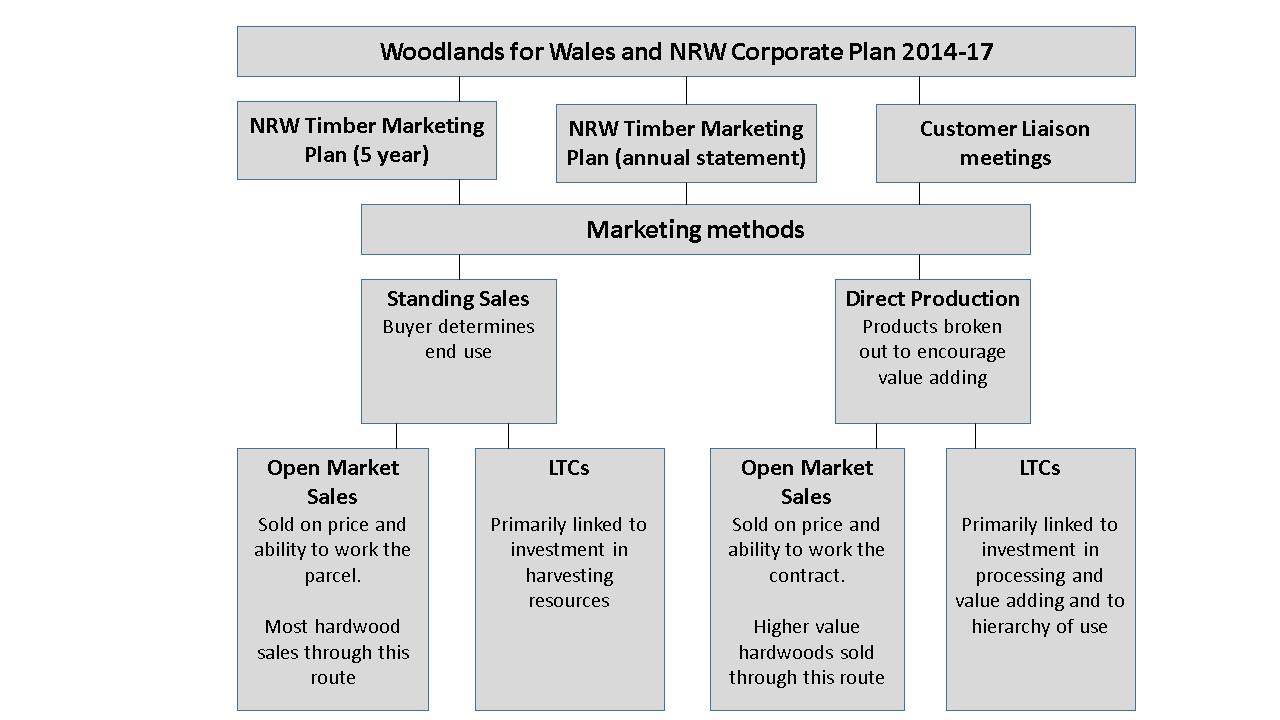 Woodlands for Wales and NRW Corporate Plan 2014-17
NRW Timber Marketing
Plan (5 year)
NRW Timber Marketing
Plan (annual statement)
Customer Liaison
meetings
Marketing methods
Standing Sales
Buyer determines
end use
Direct Production
Products broken
out to encourage
value adding
Open Market
Sales
Sold on price and
ability to work the
parcel.
Most hardwood
sales through this
route
LTCs
Primarily linked to
investment in
harvesting
resources
Open Market
Sales
Sold on price and
ability to work the
contract.
Higher value
hardwoods sold
through this route
LTCs
Primarily linked to
investment in
processing and
value adding and to
hierarchy of use